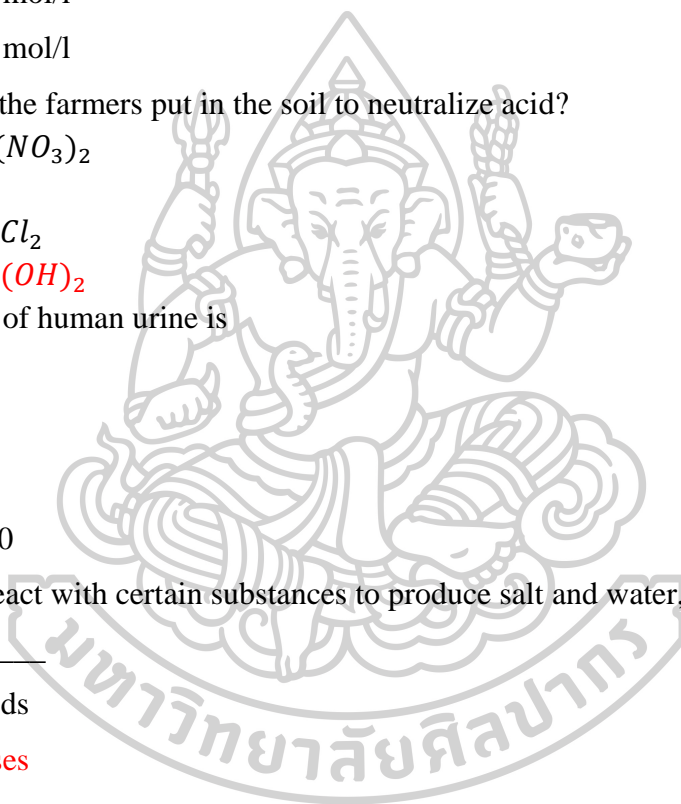 mol/l
mol/l
the farmers put in the soil to neutralize acid?
(NO₃)₂
Cl₂
(OH)₂
of human urine is
0
eact with certain substances to produce salt and water,
___
ds
ses
มหาวิทยาลัยศิลปากร